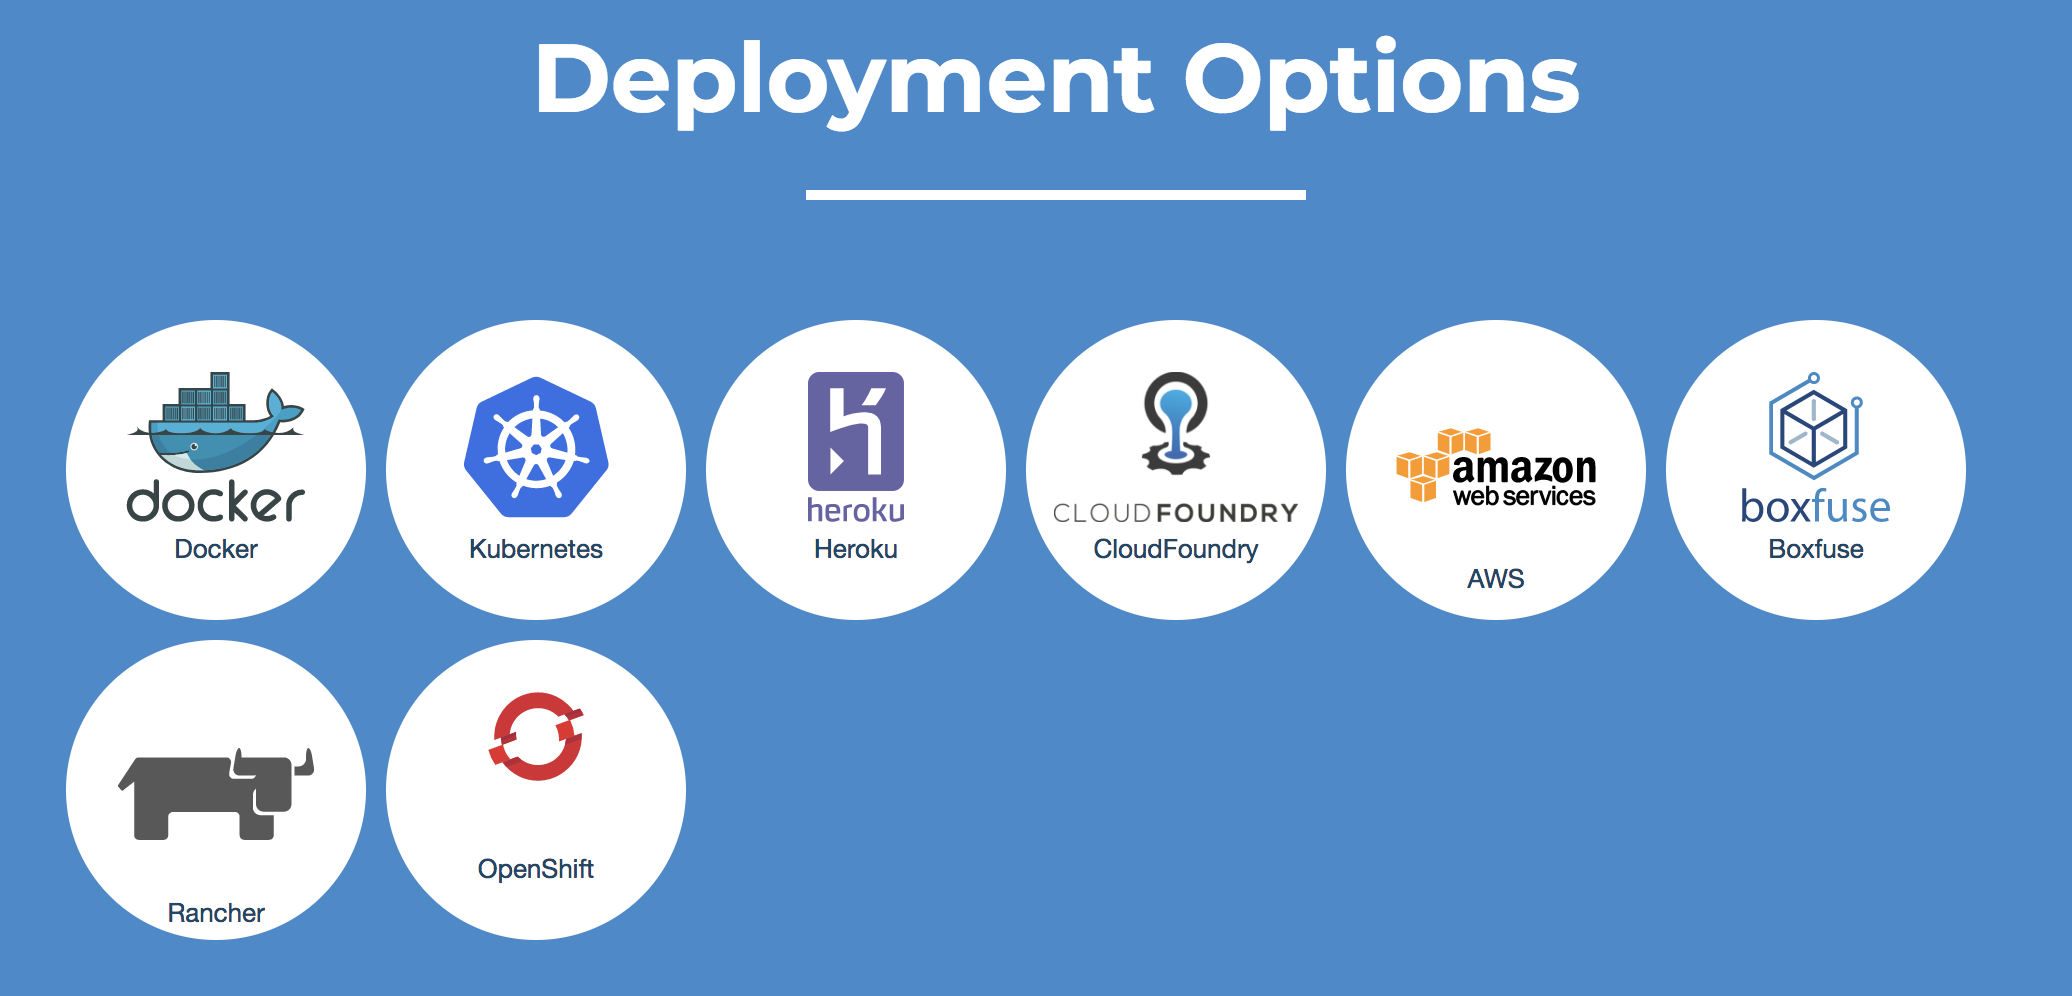 Deployment Options
docker
Docker
Kubernetes
heroku
Heroku
CLOUDFOUNDRY
CloudFoundry
amazon
web services
AWS
boxfuse
Boxfuse
Rancher
OpenShift